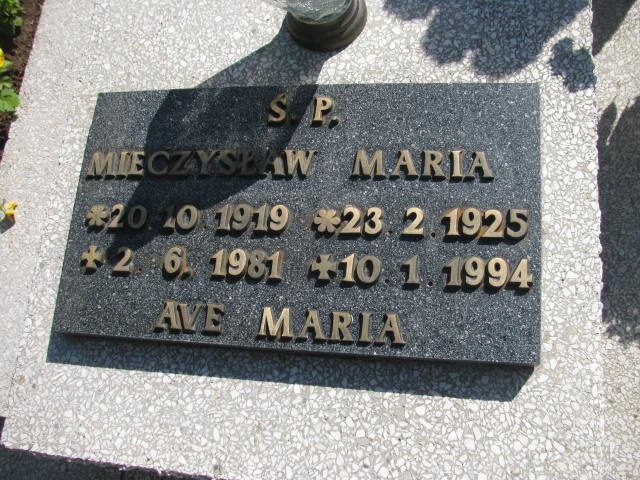 Ś. P.
MIECZYSŁAW MARIA
*20.10.1919 *23.2.1925
+2.6.1981 +10.1.1994
AVE MARIA